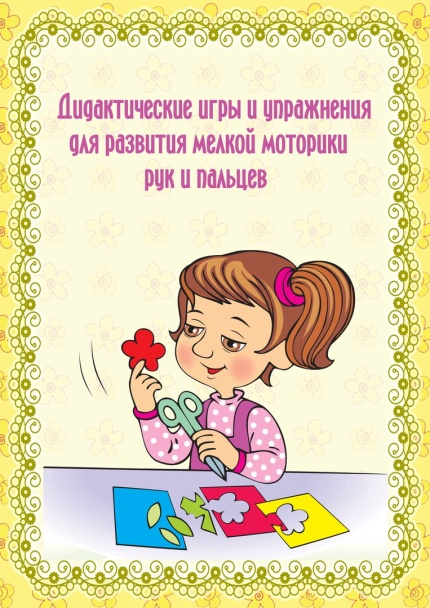 Дидактические игры и упражнения
для развития мелкой моторики
рук и пальцев